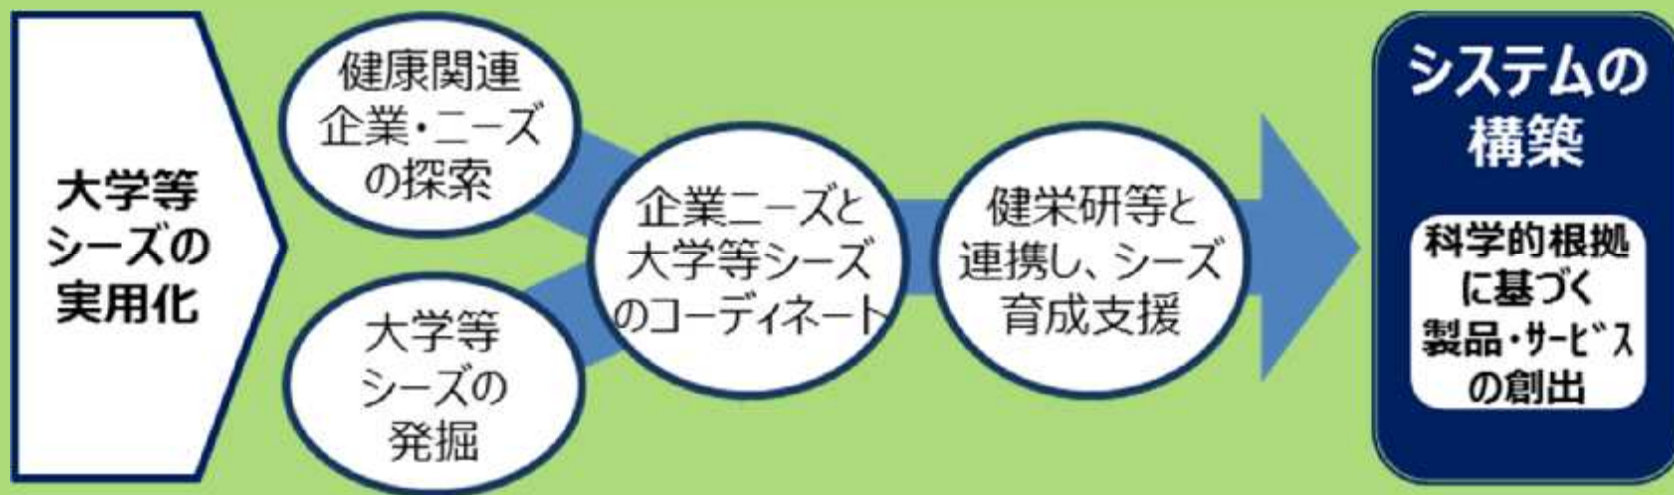 大学等
シーズの
実用化
健康関連
企業・ニーズ
の探索
大学等
シーズの
発掘
企業ニーズと
大学等シーズ
のコーディネート
健栄研等と
連携し、シーズ
育成支援
システムの
構築
科学的根拠
に基づく
製品・ｻｰﾋﾞｽ
の創出